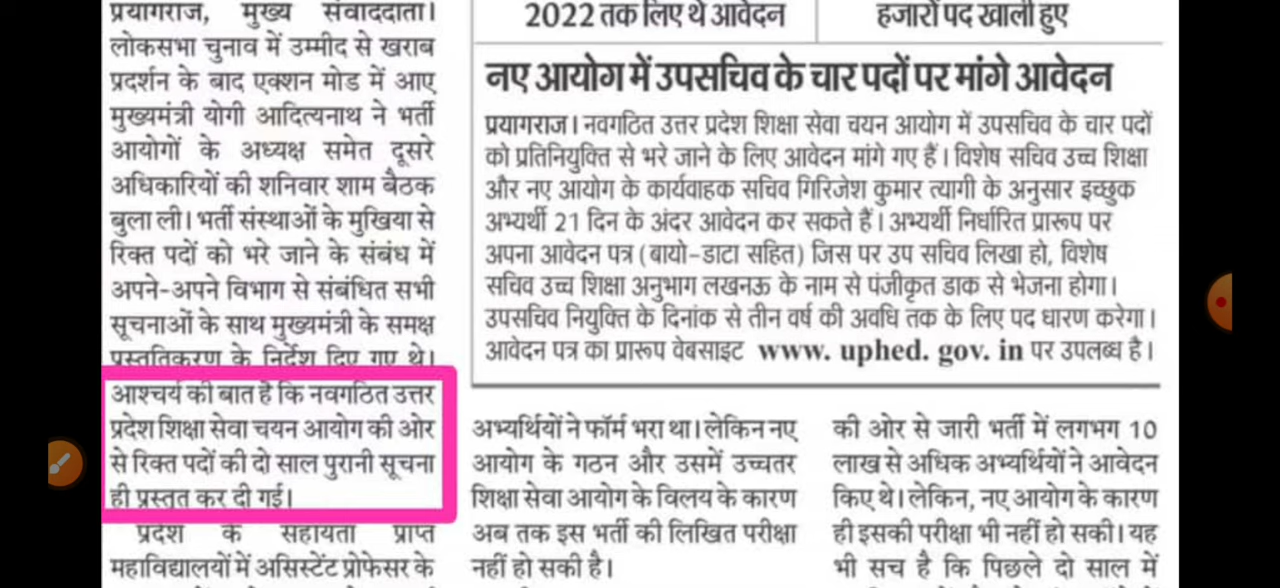 प्रयागराज, मुख्य संवाददाता।
लोकसभा चुनाव में उम्मीद से खराब
प्रदर्शन के बाद एक्शन मोड में आए
मुख्यमंत्री योगी आदित्यनाथ ने भर्ती
आयोगों के अध्यक्ष समेत दूसरे
अधिकारियों की शनिवार शाम बैठक
बुला ली। भर्ती संस्थाओं के मुखिया से
रिक्त पदों को भरे जाने के संबंध में
अपने-अपने विभाग से संबंधित सभी
सूचनाओं के साथ मुख्यमंत्री के समक्ष
प्रस्तुतिकरण के निर्देश दिए गए थे।
आश्चर्य की बात है कि नवगठित उत्तर
प्रदेश शिक्षा सेवा चयन आयोग की ओर
से रिक्त पदों की दो साल पुरानी सूचना
ही प्रस्तुत कर दी गई।
प्रदेश के सहायता प्राप्त
महाविद्यालयों में असिस्टेंट प्रोफेसर के
2022 तक लिए थे आवेदन
हजारों पद खाली हुए
नए आयोग में उपसचिव के चार पदों पर मांगे आवेदन
प्रयागराज। नवगठित उत्तर प्रदेश शिक्षा सेवा चयन आयोग में उपसचिव के चार पदों
को प्रतिनियुक्ति से भरे जाने के लिए आवेदन मांगे गए हैं। विशेष सचिव उच्च शिक्षा
और नए आयोग के कार्यवाहक सचिव गिरिजेश कुमार त्यागी के अनुसार इच्छुक
अभ्यर्थी 21 दिन के अंदर आवेदन कर सकते हैं। अभ्यर्थी निर्धारित प्रारूप पर
अपना आवेदन पत्र (बायो-डाटा सहित) जिस पर उप सचिव लिखा हो, विशेष
सचिव उच्च शिक्षा अनुभाग लखनऊ के नाम से पंजीकृत डाक से भेजना होगा।
उपसचिव नियुक्ति के दिनांक से तीन वर्ष की अवधि तक के लिए पद धारण करेगा।
आवेदन पत्र का प्रारूप वेबसाइट www. uphed. gov. in पर उपलब्ध है।
अभ्यर्थियों ने फॉर्म भरा था। लेकिन नए
आयोग के गठन और उसमें उच्चतर
शिक्षा सेवा आयोग के विलय के कारण
अब तक इस भर्ती की लिखित परीक्षा
नहीं हो सकी है।
की ओर से जारी भर्ती में लगभग 10
लाख से अधिक अभ्यर्थियों ने आवेदन
किए थे। लेकिन, नए आयोग के कारण
ही इसकी परीक्षा भी नहीं हो सकी। यह
भी सच है कि पिछले दो साल में